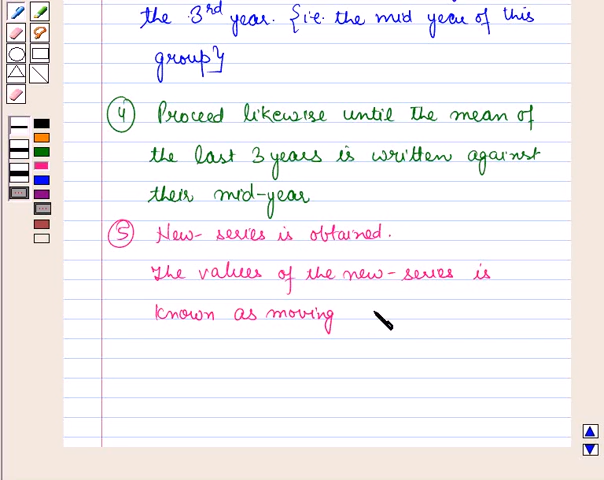 the 3rd year. {i.e. the mid year of this
group}
④ Proceed likewise until the mean of
the last 3 years is written against
their mid-year
⑤ New-series is obtained.
The values of the new-series is
known as moving